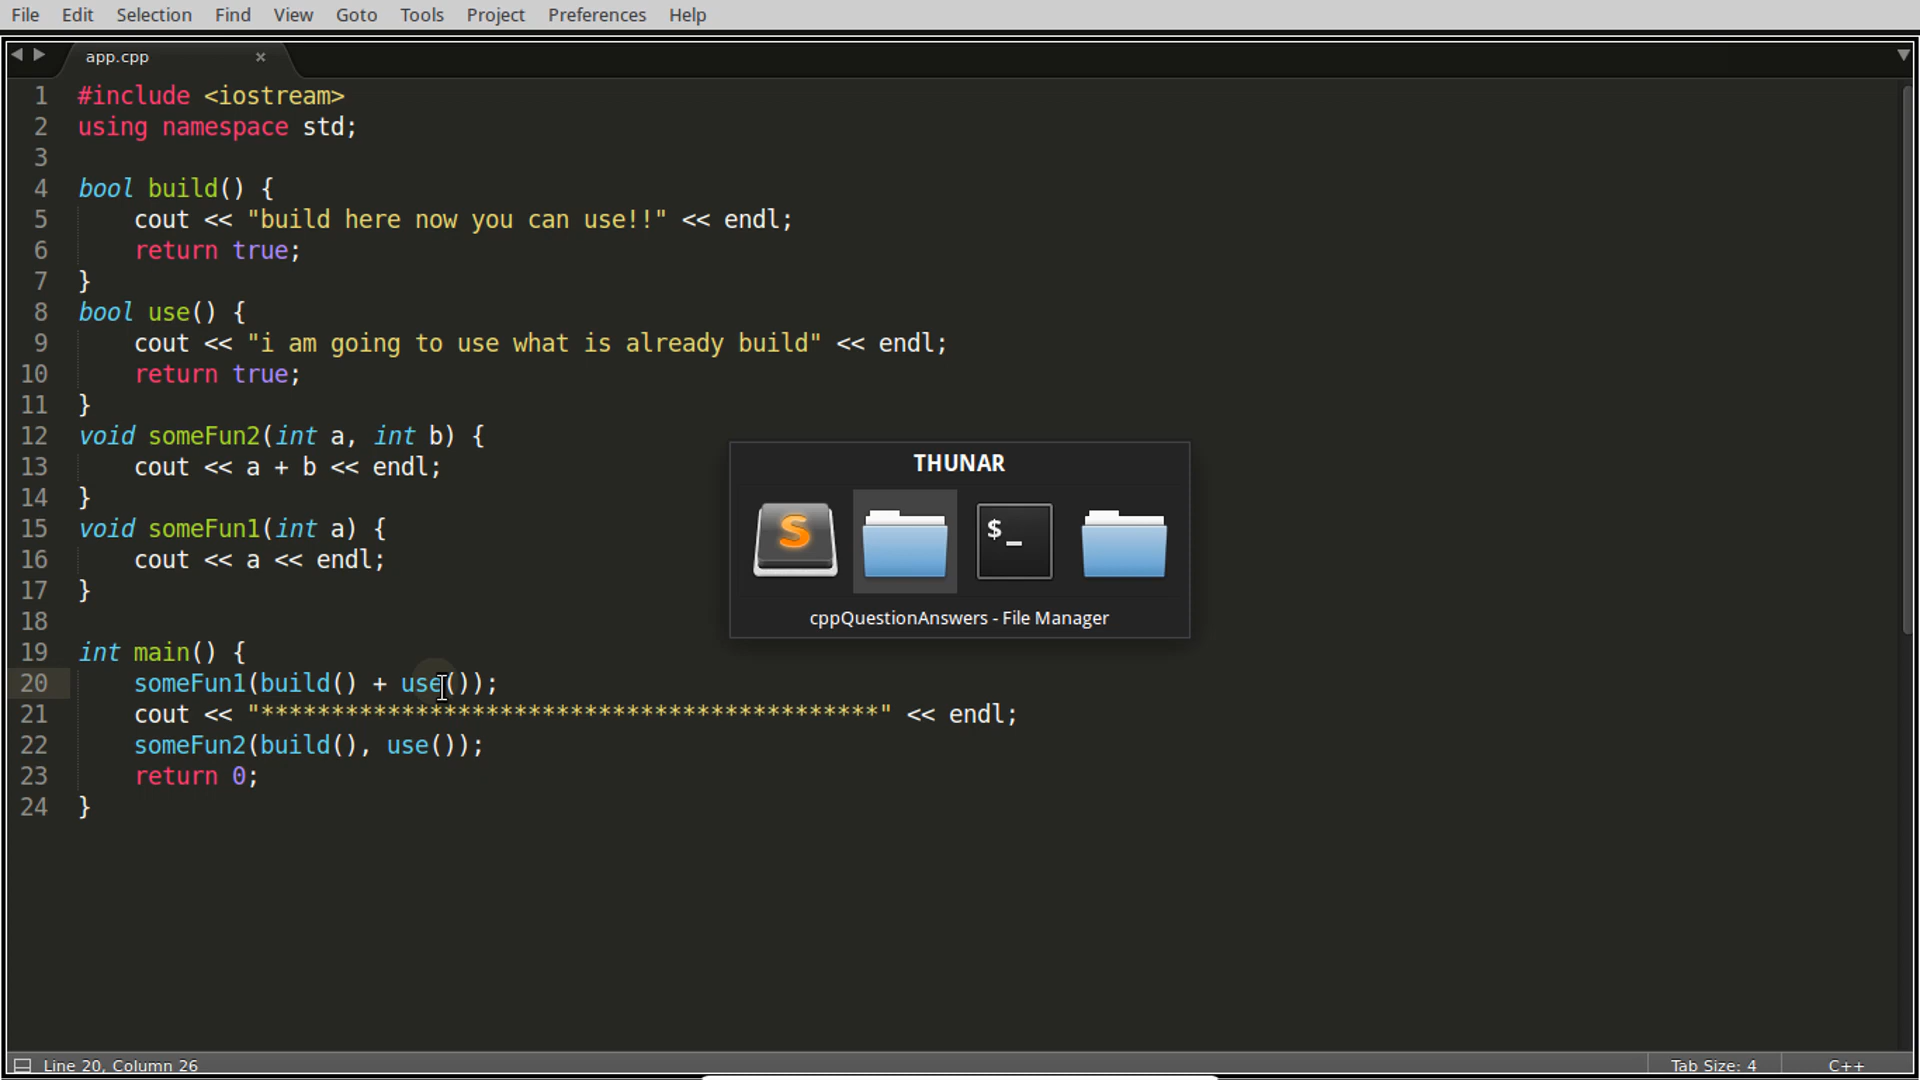 File Edit Selection Find View Goto Tools Project Preferences Help
app.cpp ×
1 #include <iostream>
2 using namespace std;
3
4 bool build() {
5 cout << "build here now you can use!!" << endl;
6 return true;
7 }
8 bool use() {
9 cout << "i am going to use what is already build" << endl;
10 return true;
11 }
12 void someFun2(int a, int b) {
13 cout << a + b << endl;
14 }
15 void someFun1(int a) {
16 cout << a << endl;
17 }
18
19 int main() {
20 someFun1(build() + use());
21 cout << "********************************************" << endl;
22 someFun2(build(), use());
23 return 0;
24 }
THUNAR
S
$_
cppQuestionAnswers - File Manager
Line 20, Column 26 Tab Size: 4 C++